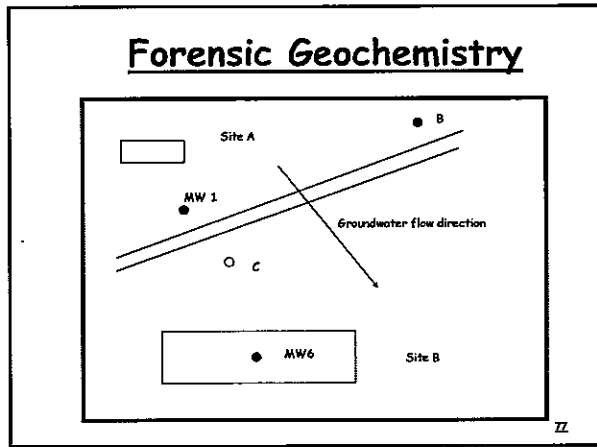 Forensic Geochemistry
B
Site A
MW 1
Groundwater flow direction
C
MW6
Site B
77